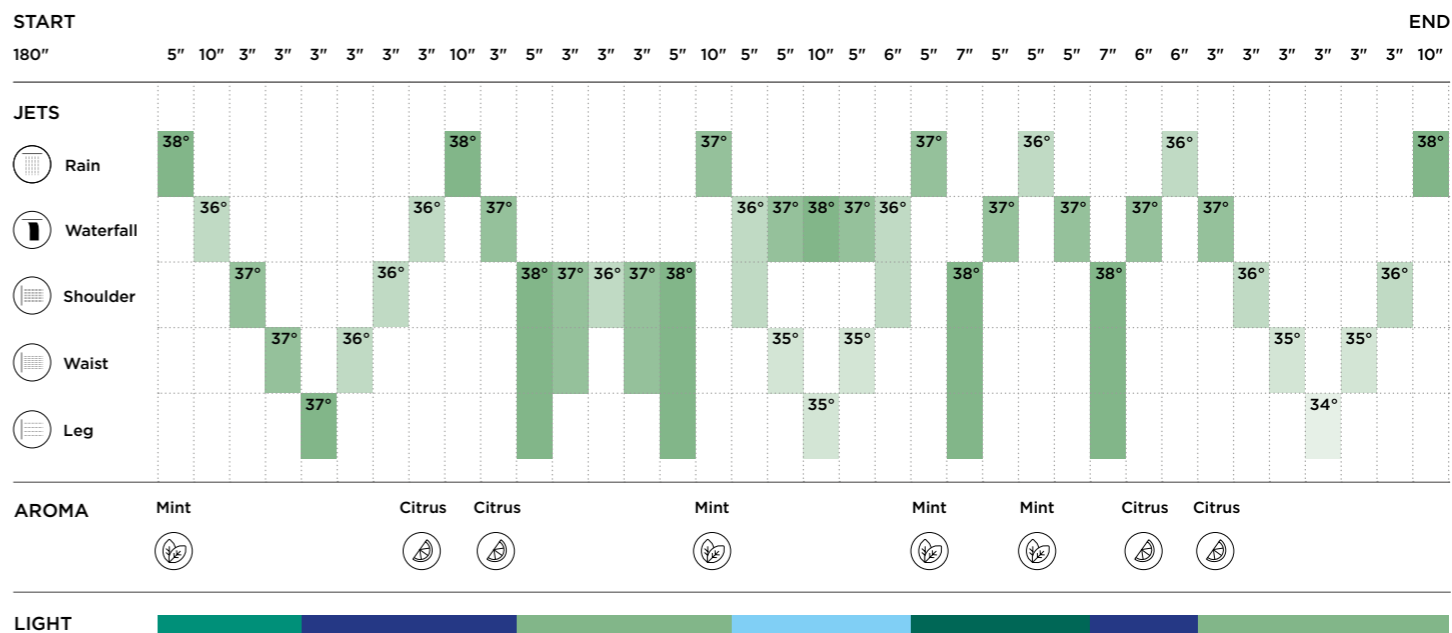 START END
180" 5" 10" 3" 3" 3" 3" 3" 3" 10" 3" 5" 3" 3" 3" 5" 10" 5" 5" 10" 5" 6" 5" 7" 5" 5" 5" 7" 6" 6" 3" 3" 3" 3" 3" 3" 10"
JETS
Rain 38° 38° 37° 37° 36° 36° 38°
Waterfall 36° 36° 37° 36° 37° 38° 37° 36° 37° 37° 37° 37°
Shoulder 37° 36° 38° 37° 36° 37° 38° 38° 38° 36° 36°
Waist 37° 36° 35° 35° 35° 35°
Leg 37° 35° 34°
AROMA Mint Citrus Citrus Mint Mint Mint Citrus Citrus
LIGHT